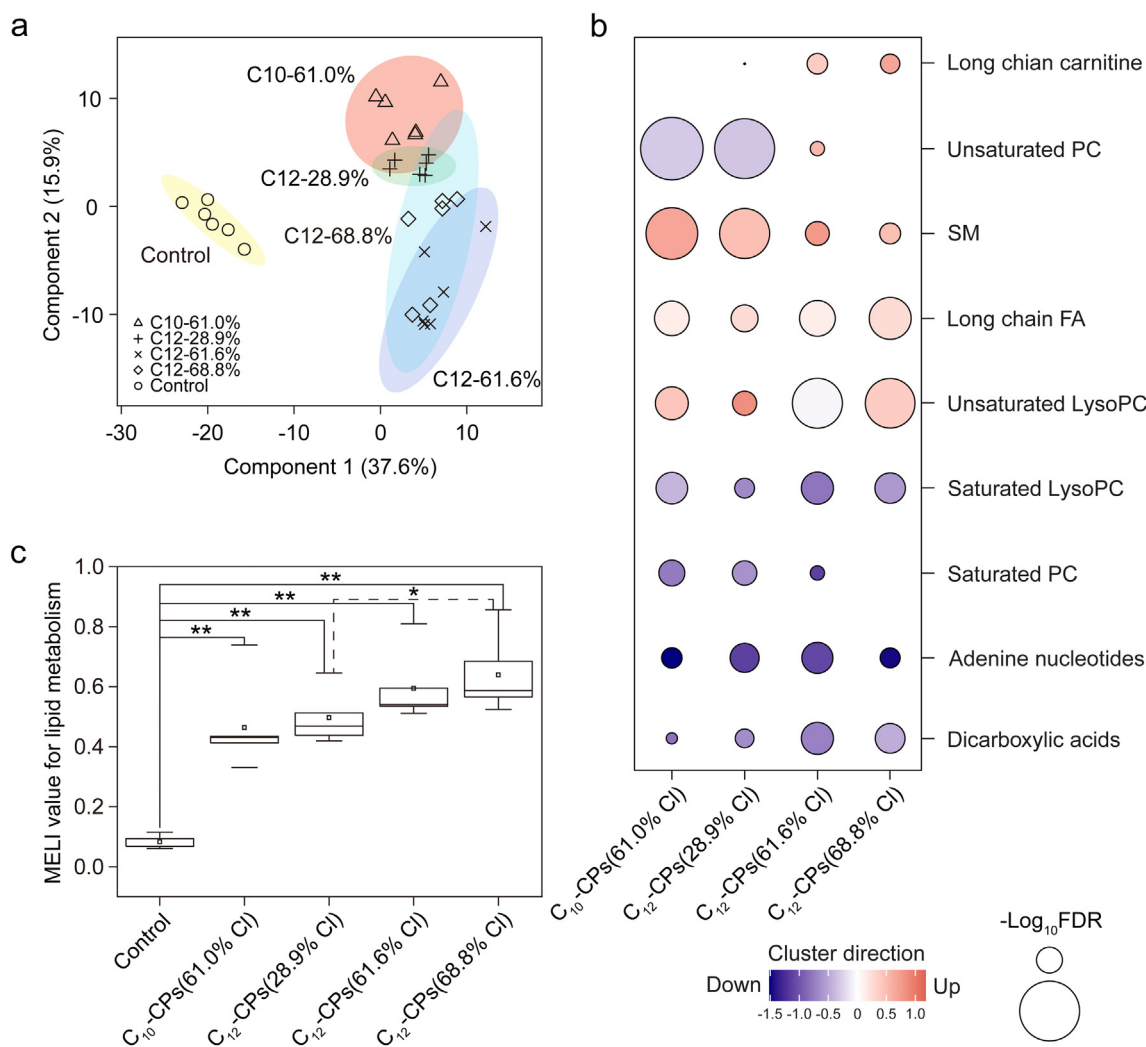 a
Component 2 (15.9%)
10
0
-10
-30
-20
-10
0
10
Component 1 (37.6%)
C10-61.0%
C12-28.9%
C12-68.8%
C12-61.6%
Control
C10-61.0%
C12-28.9%
C12-61.6%
C12-68.8%
Control
b
Long chian carnitine
Unsaturated PC
SM
Long chain FA
Unsaturated LysoPC
Saturated LysoPC
Saturated PC
Adenine nucleotides
Dicarboxylic acids
C₁₀-CPs(61.0% Cl)
C₁₂-CPs(28.9% Cl)
C₁₂-CPs(61.6% Cl)
C₁₂-CPs(68.8% Cl)
Cluster direction
Down
Up
-1.5 -1.0 -0.5 0 0.5 1.0
-Log₁₀FDR
c
MELI value for lipid metabolism
1.0
0.8
0.6
0.4
0.2
0.0
**
*
**
**
**
Control
C₁₀-CPs(61.0% Cl)
C₁₂-CPs(28.9% Cl)
C₁₂-CPs(61.6% Cl)
C₁₂-CPs(68.8% Cl)